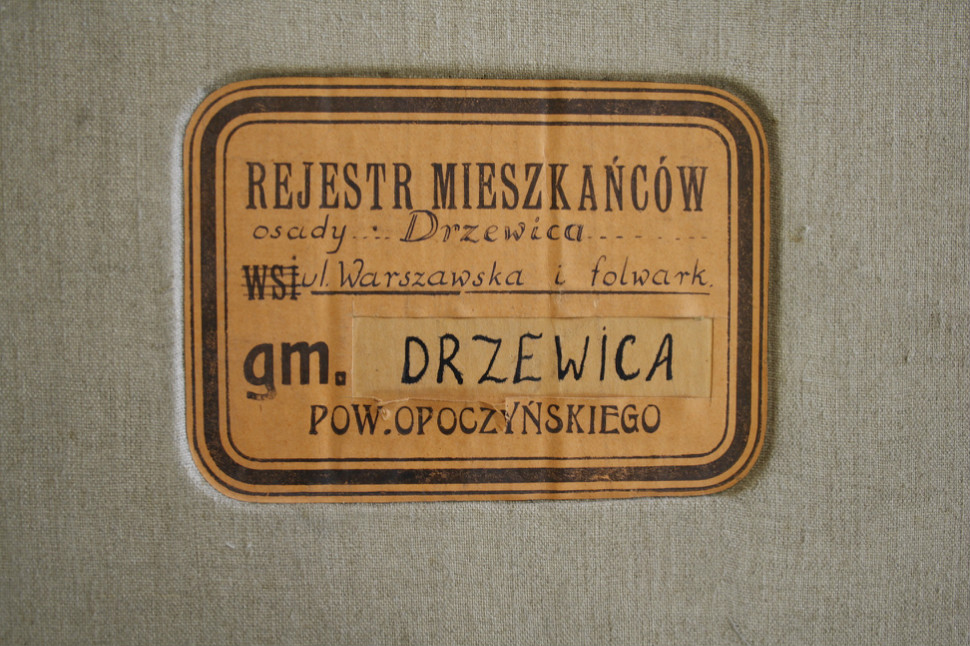 REJESTR MIESZKAŃCÓW
osady Drzewica
WSI ul. Warszawska i folwark.
gm. DRZEWICA
POW. OPOCZYŃSKIEGO